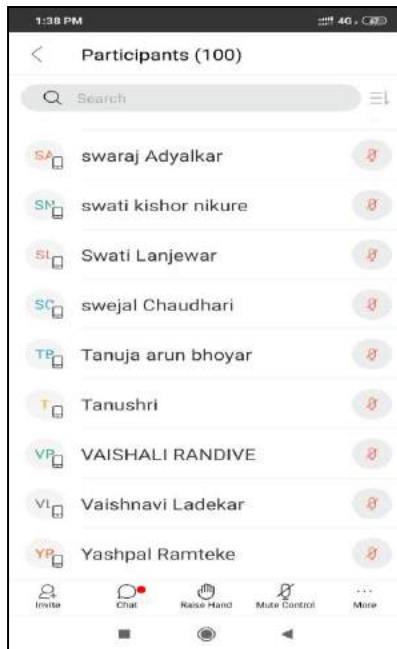 1:38 PM 4G
Participants (100)
Search
SA swaraj Adyalkar
SN swati kishor nikure
SL Swati Lanjewar
SC swejal Chaudhari
TB Tanuja arun bhoyar
T Tanushri
VR VAISHALI RANDIVE
VL Vaishnavi Ladekar
YR Yashpal Ramteke
Invite Chat Raise Hand Mute Control More